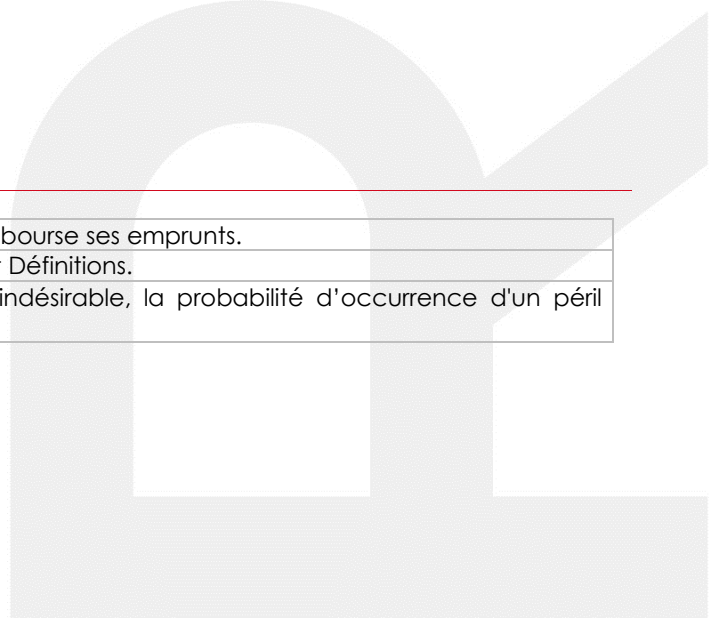 bourse ses emprunts.
Définitions.
indésirable, la probabilité d’occurrence d'un péril